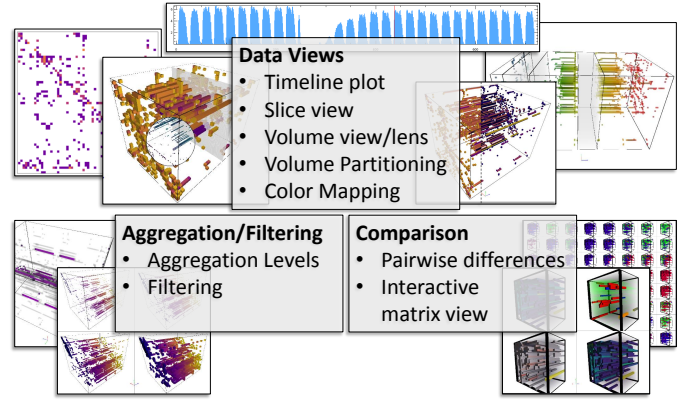 Data Views
• Timeline plot
• Slice view
• Volume view/lens
• Volume Partitioning
• Color Mapping
Aggregation/Filtering
• Aggregation Levels
• Filtering
Comparison
• Pairwise differences
• Interactive
matrix view